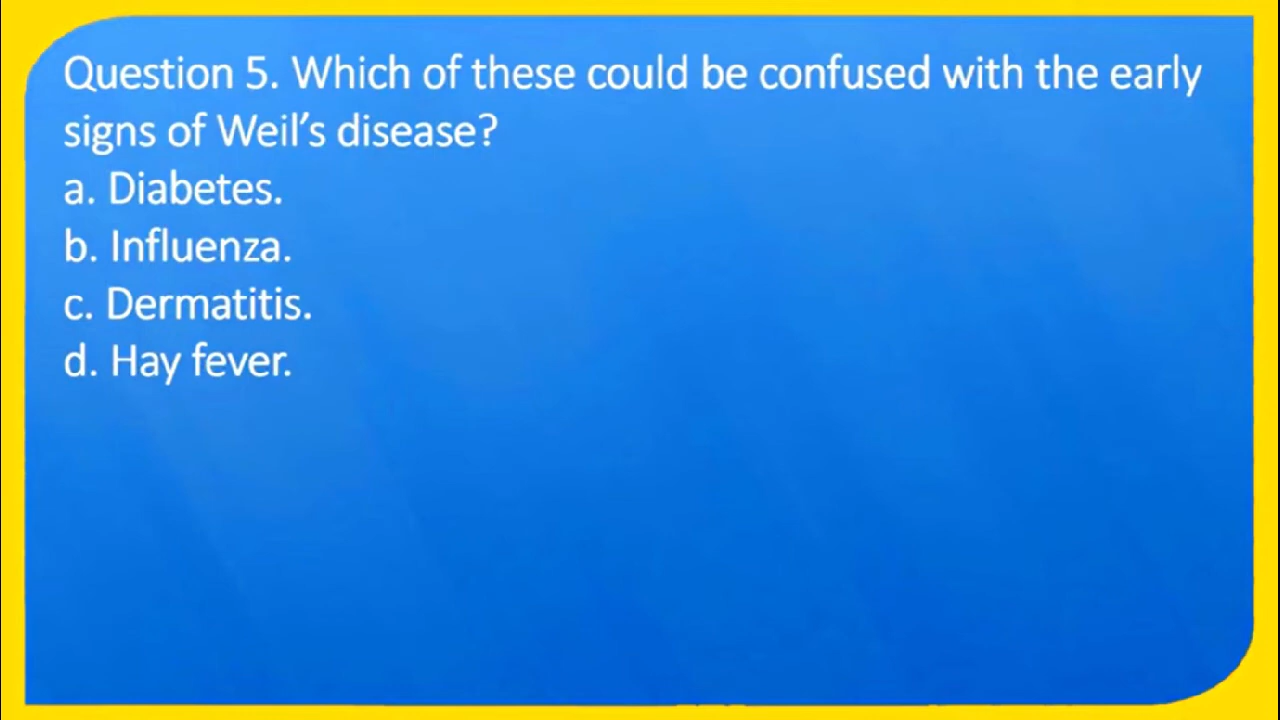 Question 5. Which of these could be confused with the early
signs of Weil’s disease?
a. Diabetes.
b. Influenza.
c. Dermatitis.
d. Hay fever.